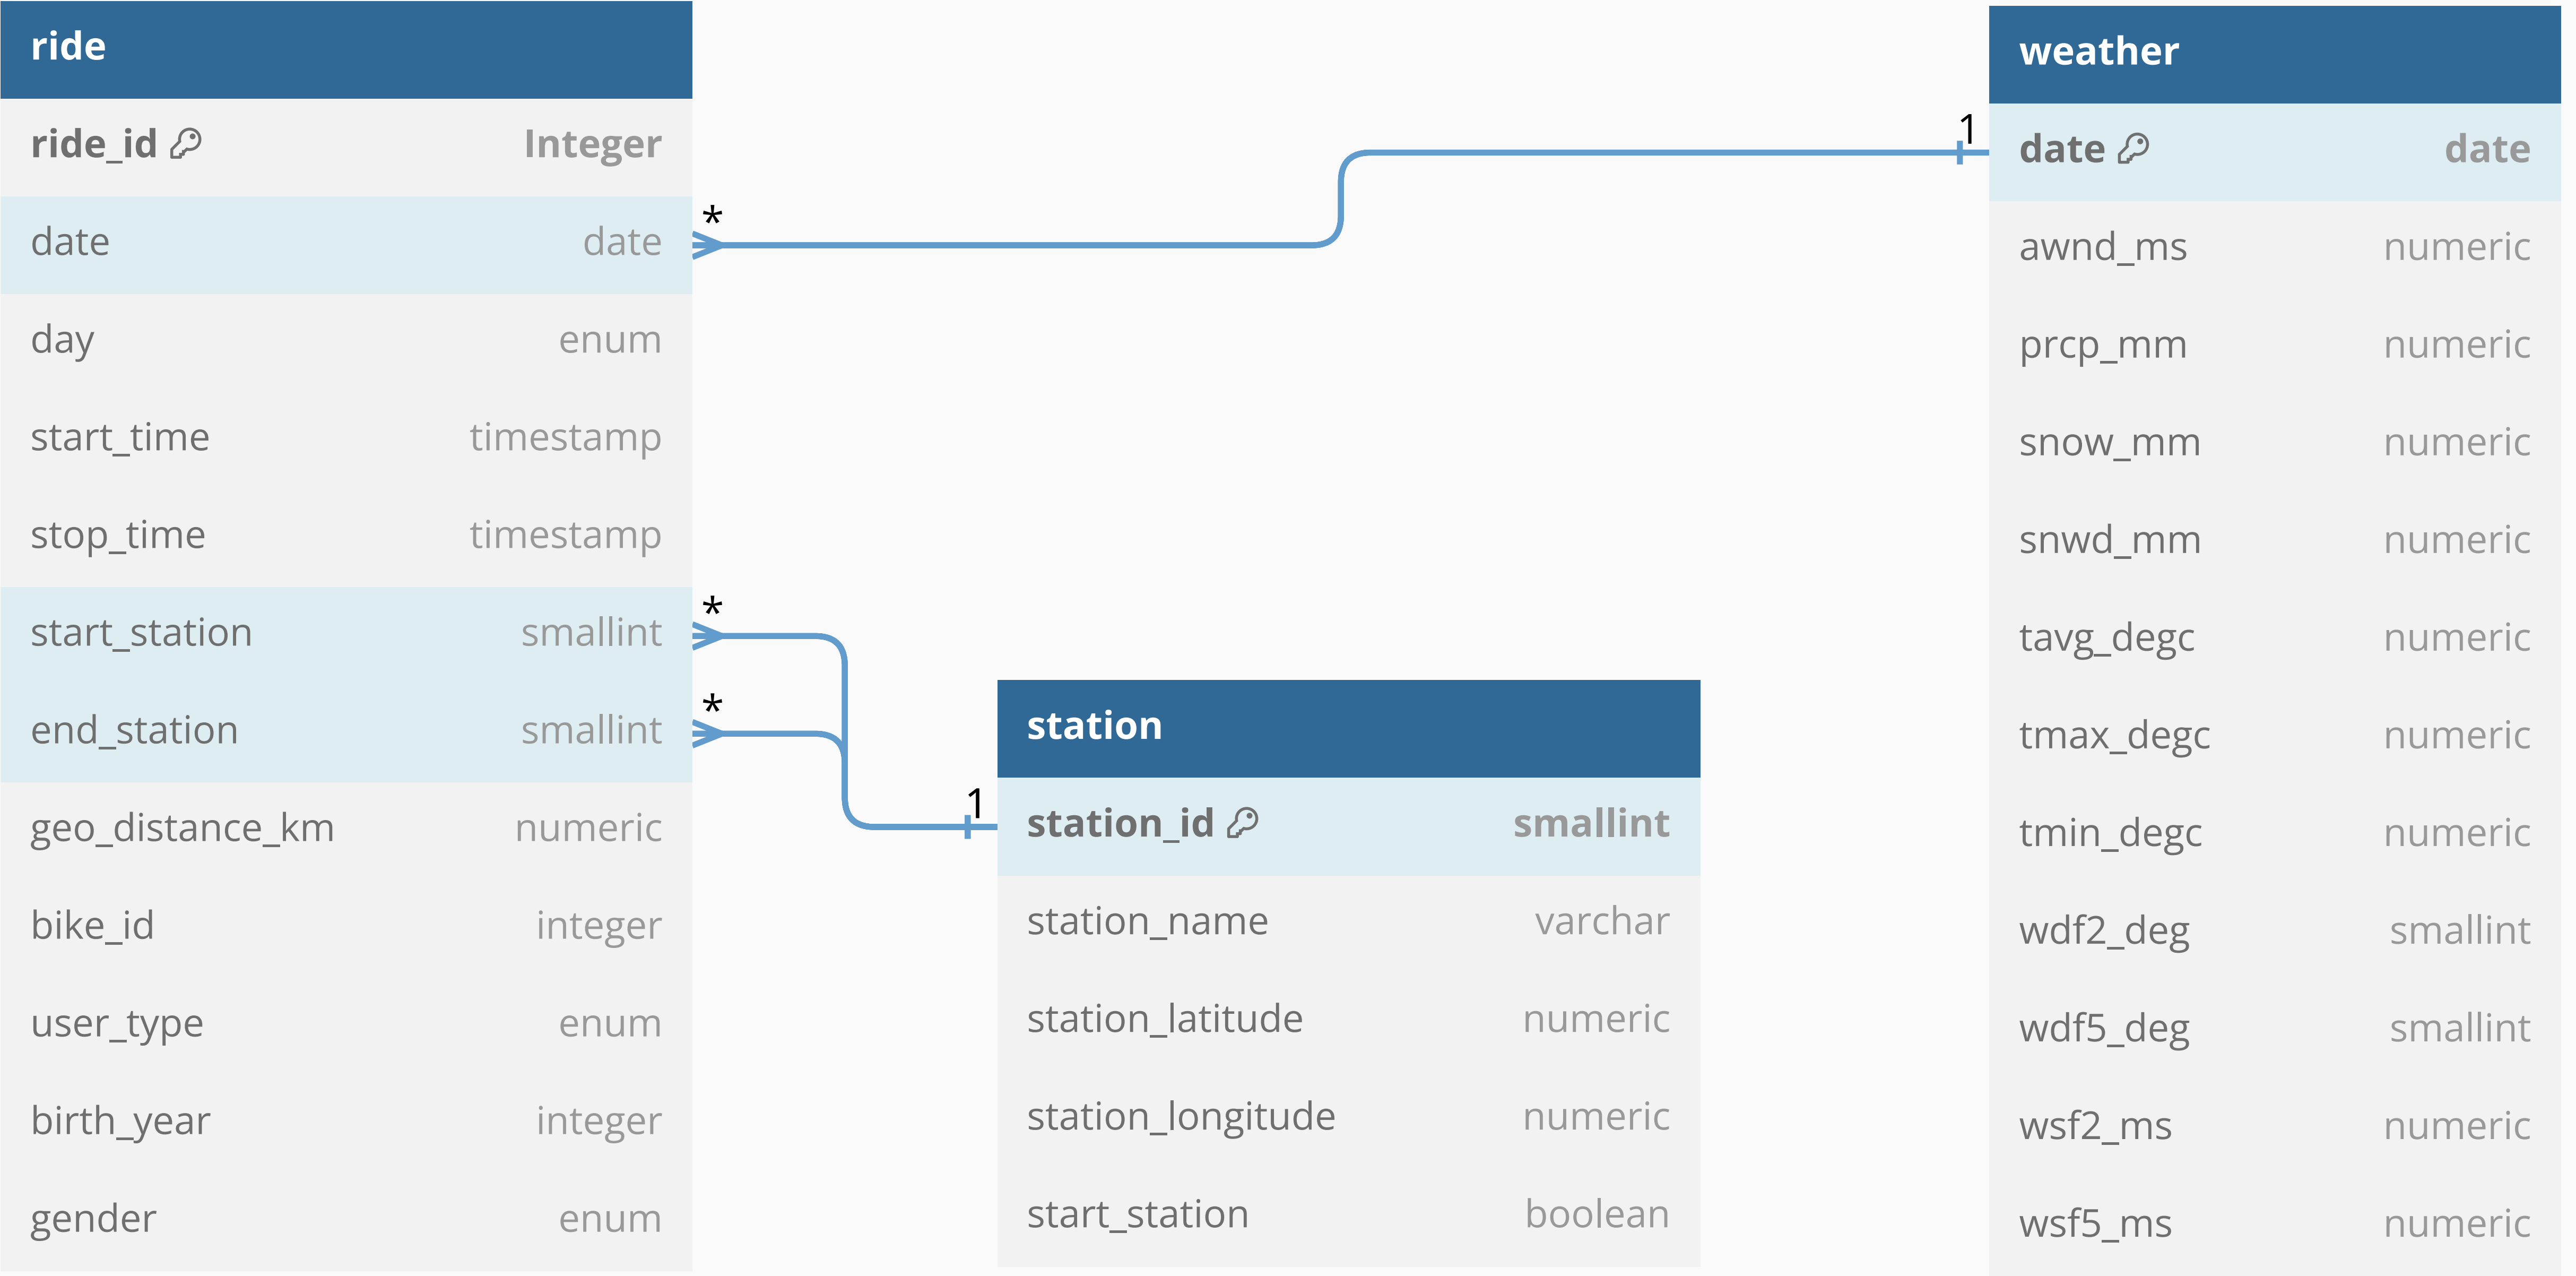 ride
ride_id Integer
date date
day enum
start_time timestamp
stop_time timestamp
start_station smallint
end_station smallint
geo_distance_km numeric
bike_id integer
user_type enum
birth_year integer
gender enum
*
*
*
1
1
station
station_id smallint
station_name varchar
station_latitude numeric
station_longitude numeric
start_station boolean
weather
date date
awnd_ms numeric
prcp_mm numeric
snow_mm numeric
snwd_mm numeric
tavg_degc numeric
tmax_degc numeric
tmin_degc numeric
wdf2_deg smallint
wdf5_deg smallint
wsf2_ms numeric
wsf5_ms numeric